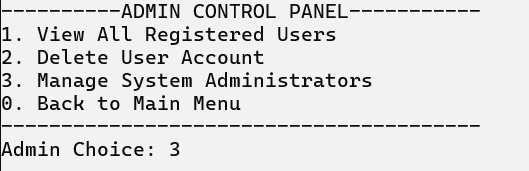 ----------ADMIN CONTROL PANEL-----------
1. View All Registered Users
2. Delete User Account
3. Manage System Administrators
0. Back to Main Menu
----------------------------------------
Admin Choice: 3